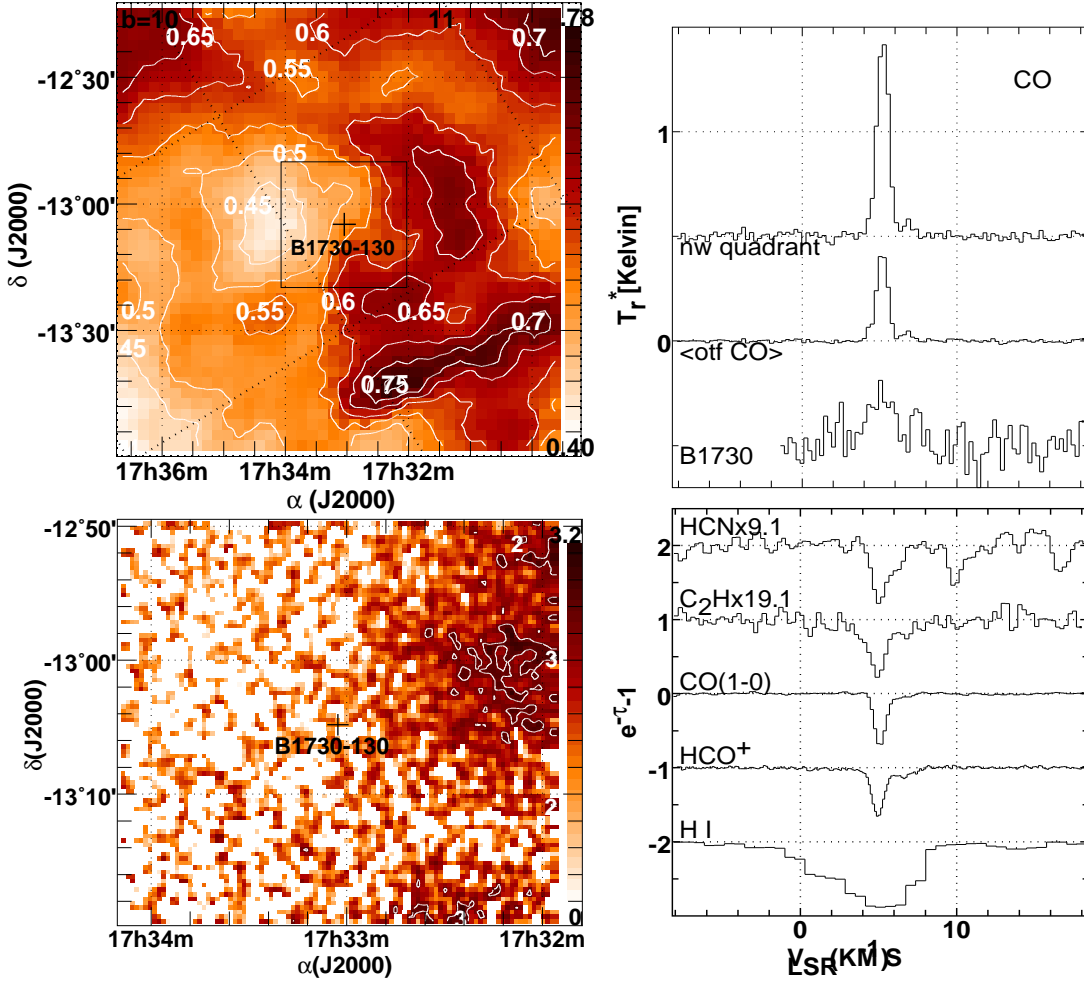 b=10 11 .78
0.65 0.6 0.7
0.55
-12°30'
0.5
-13°00'
0.45
B1730-130
0.5 0.55 0.6 0.65 0.7
-13°30'
45
0.75
0.40
17h36m 17h34m 17h32m
α (J2000)
δ (J2000)
-12°50' 2 3.2
-13°00' 3
B1730-130
-13°10' 2
3 0
17h34m 17h33m 17h32m
α(J2000)
δ(J2000)
CO
1
nw quadrant
0
<otf CO>
B1730
T_r^* [Kelvin]
HCNx9.1
2
C₂Hx19.1
1
CO(1-0)
0
HCO⁺
-1
H I
-2
e^-τ-1
0 10
V_LSR (KM S